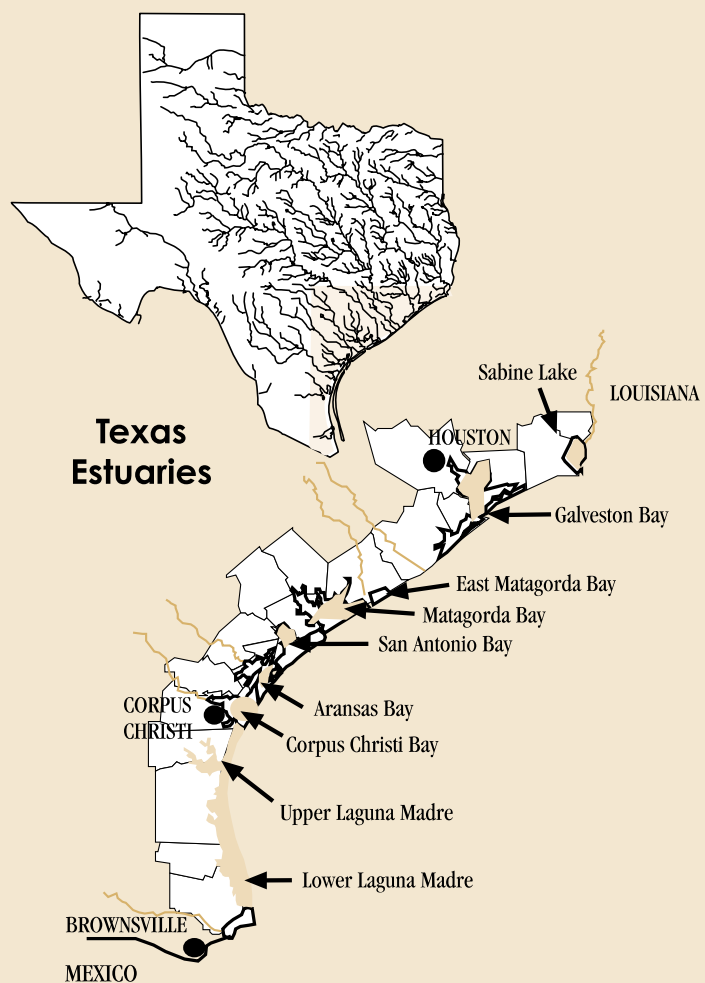 Sabine Lake
LOUISIANA
Texas
Estuaries
HOUSTON
Galveston Bay
East Matagorda Bay
Matagorda Bay
San Antonio Bay
CORPUS
CHRISTI
Aransas Bay
Corpus Christi Bay
Upper Laguna Madre
Lower Laguna Madre
BROWNSVILLE
MEXICO